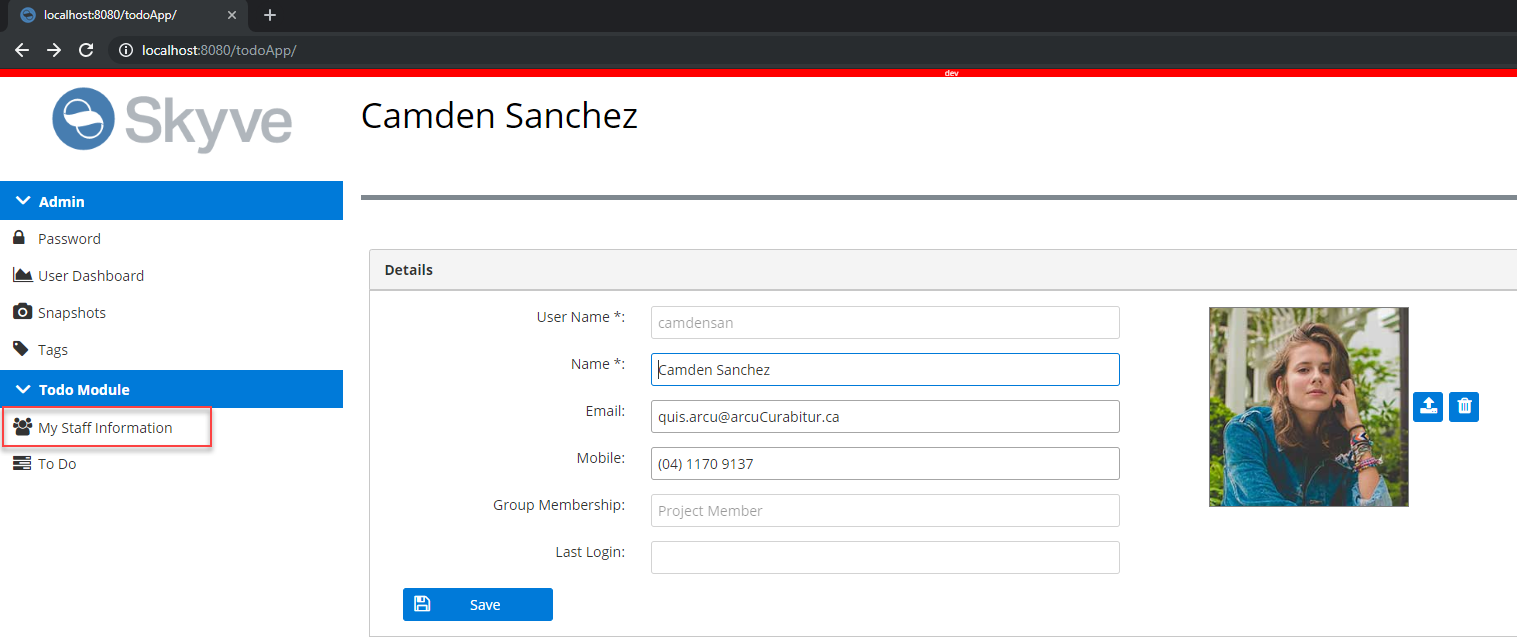 localhost:8080/todoApp/
localhost:8080/todoApp/
dev
Skyve
Camden Sanchez
Admin
Password
User Dashboard
Snapshots
Tags
Todo Module
My Staff Information
To Do
Details
User Name *: camdensan
Name *: Camden Sanchez
Email: quis.arcu@arcuCurabitur.ca
Mobile: (04) 1170 9137
Group Membership: Project Member
Last Login:
Save